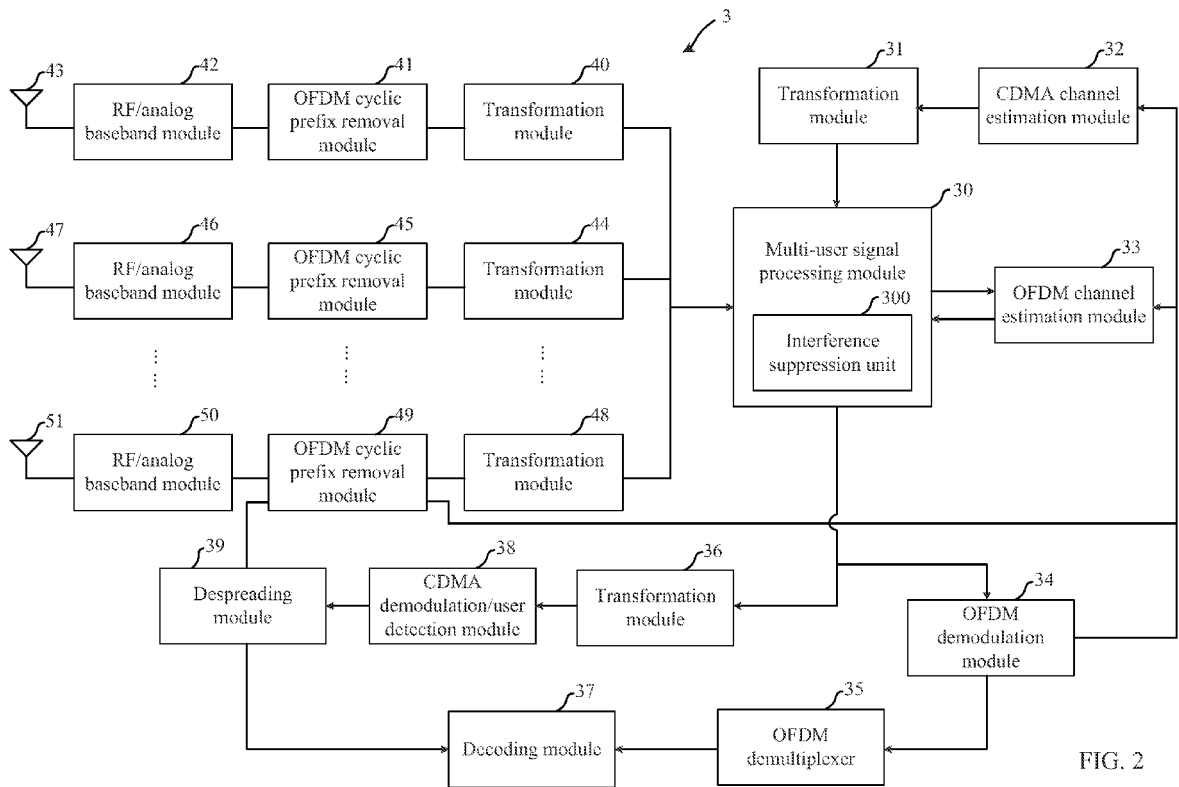 3
43
42
41
40
31
32
RF/analog
baseband module
OFDM cyclic
prefix removal
module
Transformation
module
Transformation
module
CDMA channel
estimation module
47
46
45
44
30
33
RF/analog
baseband module
OFDM cyclic
prefix removal
module
Transformation
module
Multi-user signal
processing module
OFDM channel
estimation module
300
Interference
suppression unit
51
50
49
48
RF/analog
baseband module
OFDM cyclic
prefix removal
module
Transformation
module
39
38
36
34
Despreading
module
CDMA
demodulation/user
detection module
Transformation
module
OFDM
demodulation
module
37
35
Decoding module
OFDM
demultiplexer
FIG. 2